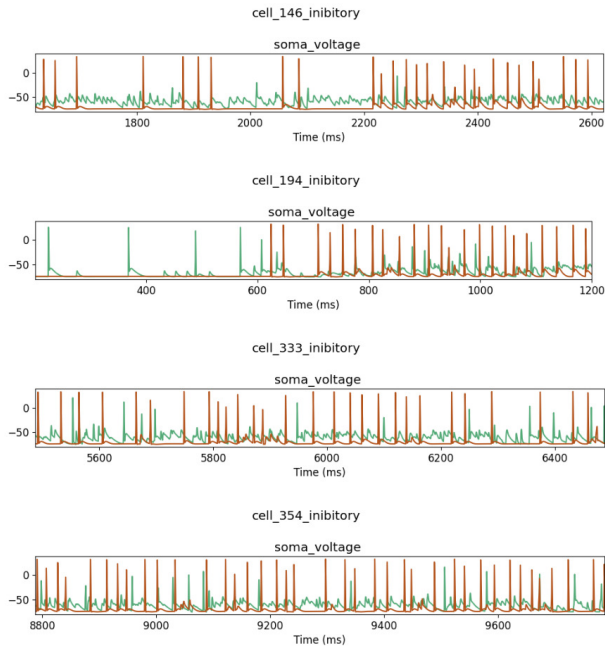 cell_146_inibitory
soma_voltage
0
−50
1800 2000 2200 2400 2600
Time (ms)
cell_194_inibitory
soma_voltage
0
−50
400 600 800 1000 1200
Time (ms)
cell_333_inibitory
soma_voltage
0
−50
5600 5800 6000 6200 6400
Time (ms)
cell_354_inibitory
soma_voltage
0
−50
8800 9000 9200 9400 9600
Time (ms)